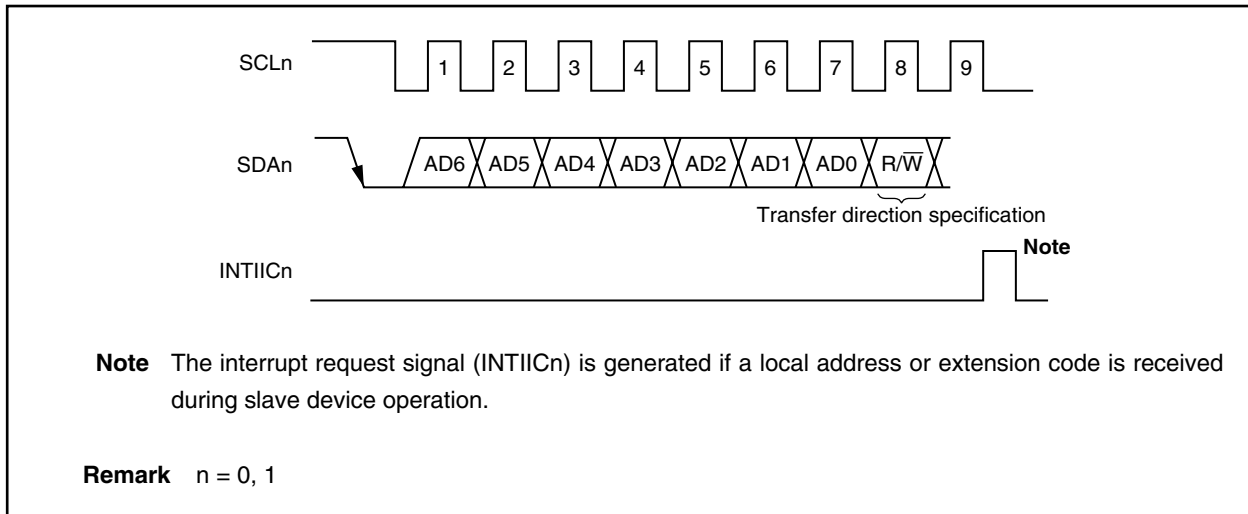 SCLn 1 2 3 4 5 6 7 8 9
SDAn AD6 AD5 AD4 AD3 AD2 AD1 AD0 R/W̅
Transfer direction specification
INTIICn Note
Note The interrupt request signal (INTIICn) is generated if a local address or extension code is received
during slave device operation.
Remark n = 0, 1